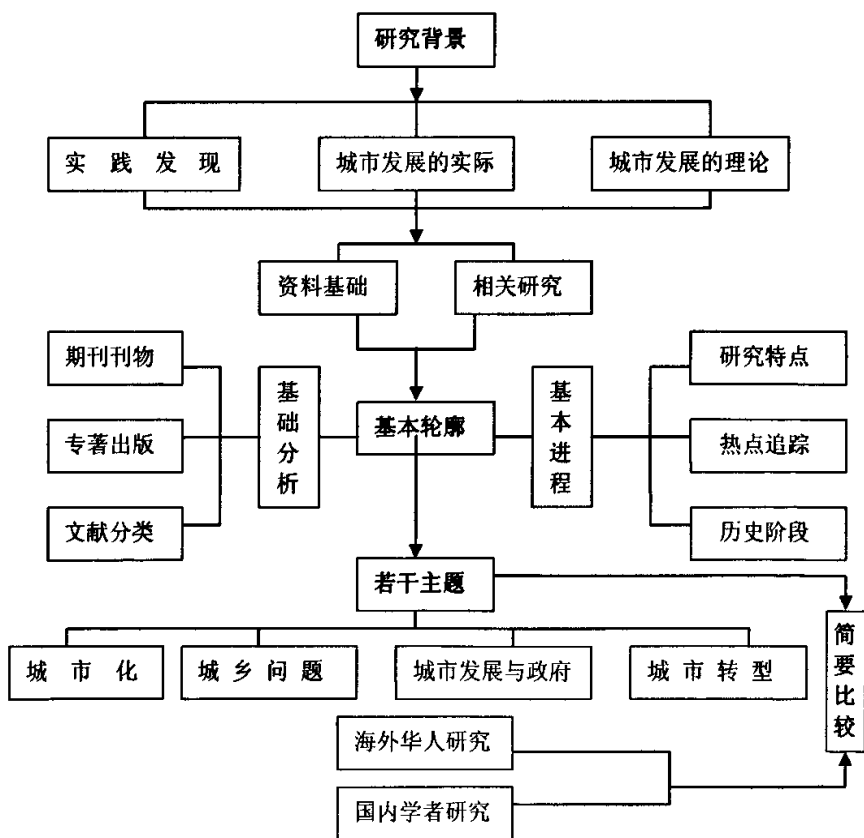 研究背景
实践发现
城市发展的实际
城市发展的理论
资料基础
相关研究
期刊刊物
专著出版
文献分类
基础分析
基本轮廓
基本进程
研究特点
热点追踪
历史阶段
若干主题
城市化
城乡问题
城市发展与政府
城市转型
简要比较
海外华人研究
国内学者研究